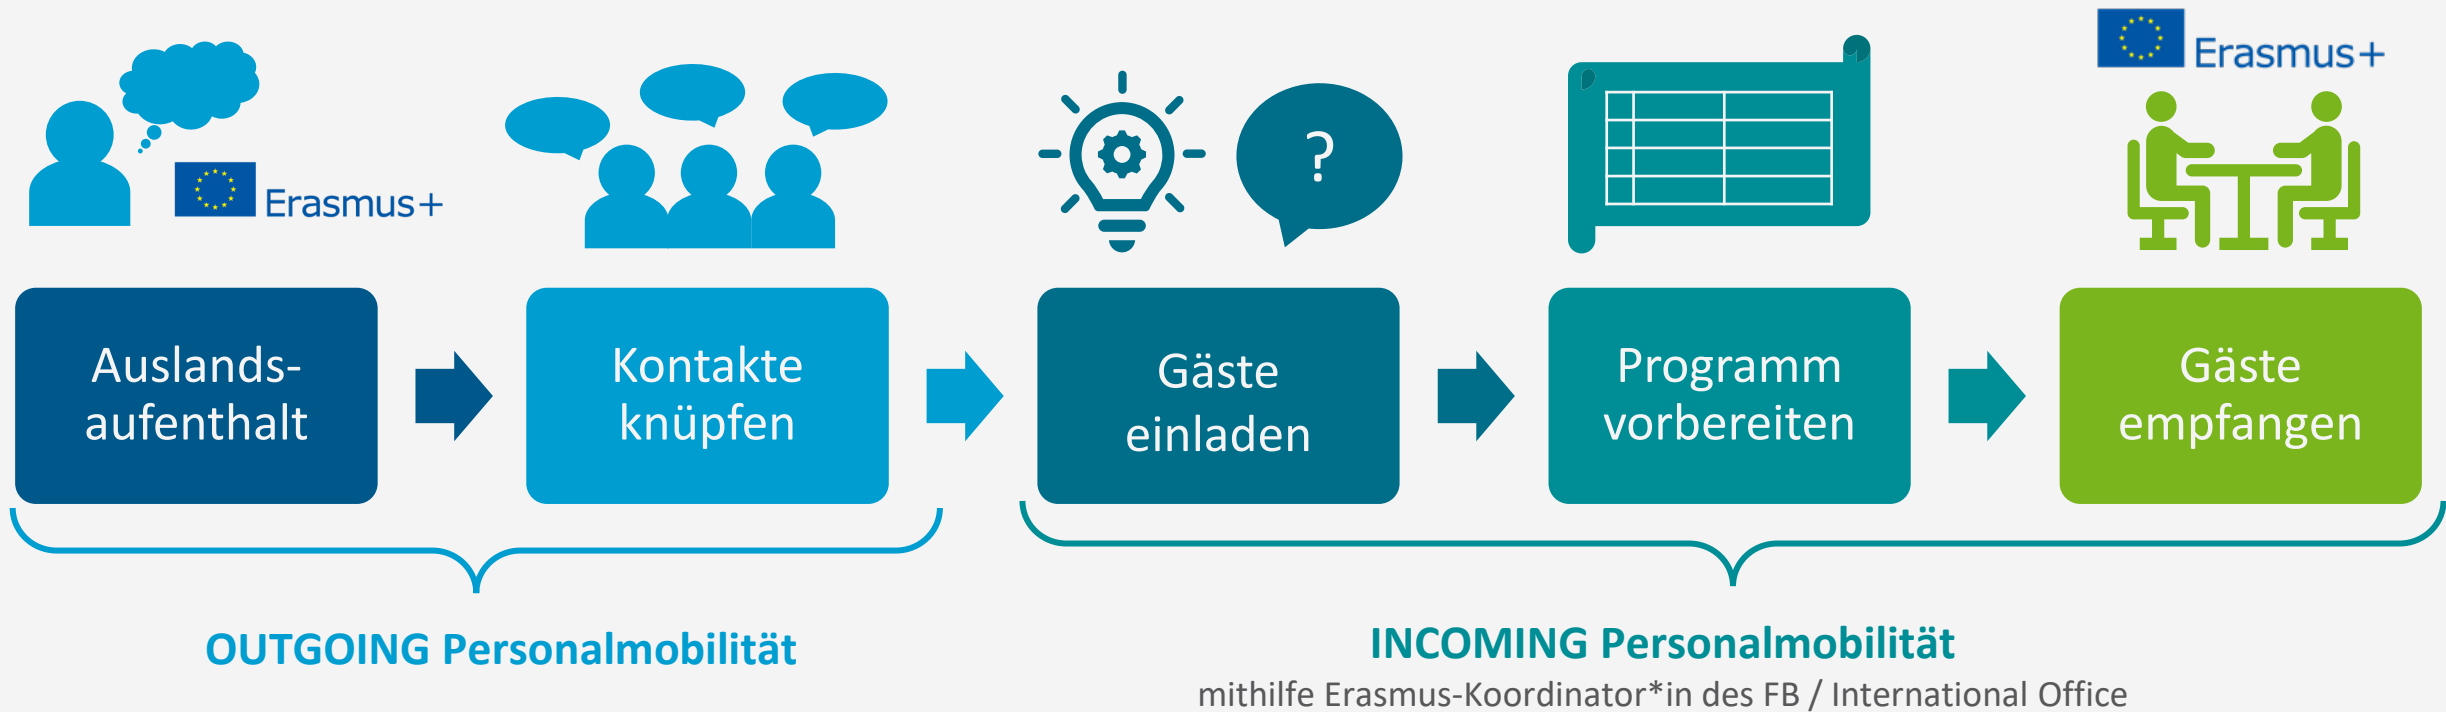 Erasmus+
Erasmus+
?
Auslands-
aufenthalt
Kontakte
knüpfen
Gäste
einladen
Programm
vorbereiten
Gäste
empfangen
OUTGOING Personalmobilität
INCOMING Personalmobilität
mithilfe Erasmus-Koordinator*in des FB / International Office